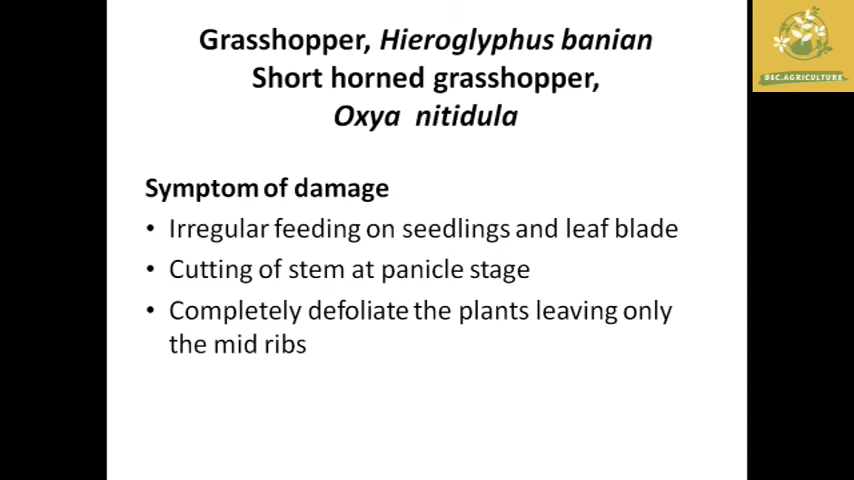 Grasshopper, Hieroglyphus banian
Short horned grasshopper,
Oxya nitidula
BSC.AGRICULTURE
Symptom of damage
• Irregular feeding on seedlings and leaf blade
• Cutting of stem at panicle stage
• Completely defoliate the plants leaving only
the mid ribs